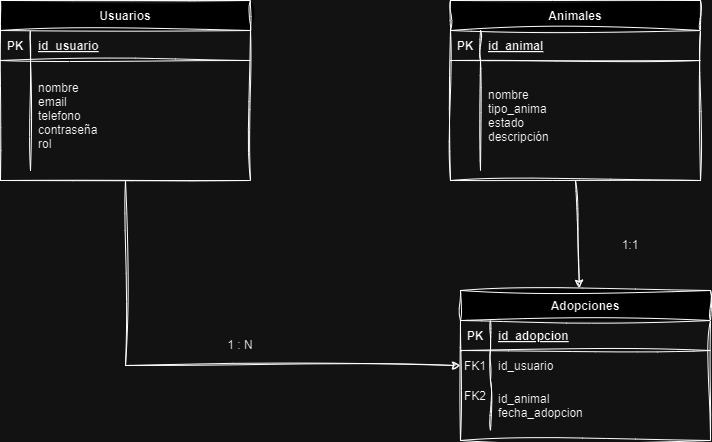 Usuarios
PK id_usuario
nombre
email
telefono
contraseña
rol
Animales
PK id_animal
nombre
tipo_anima
estado
descripción
1:1
1 : N
Adopciones
PK id_adopcion
FK1 id_usuario
FK2 id_animal
fecha_adopcion